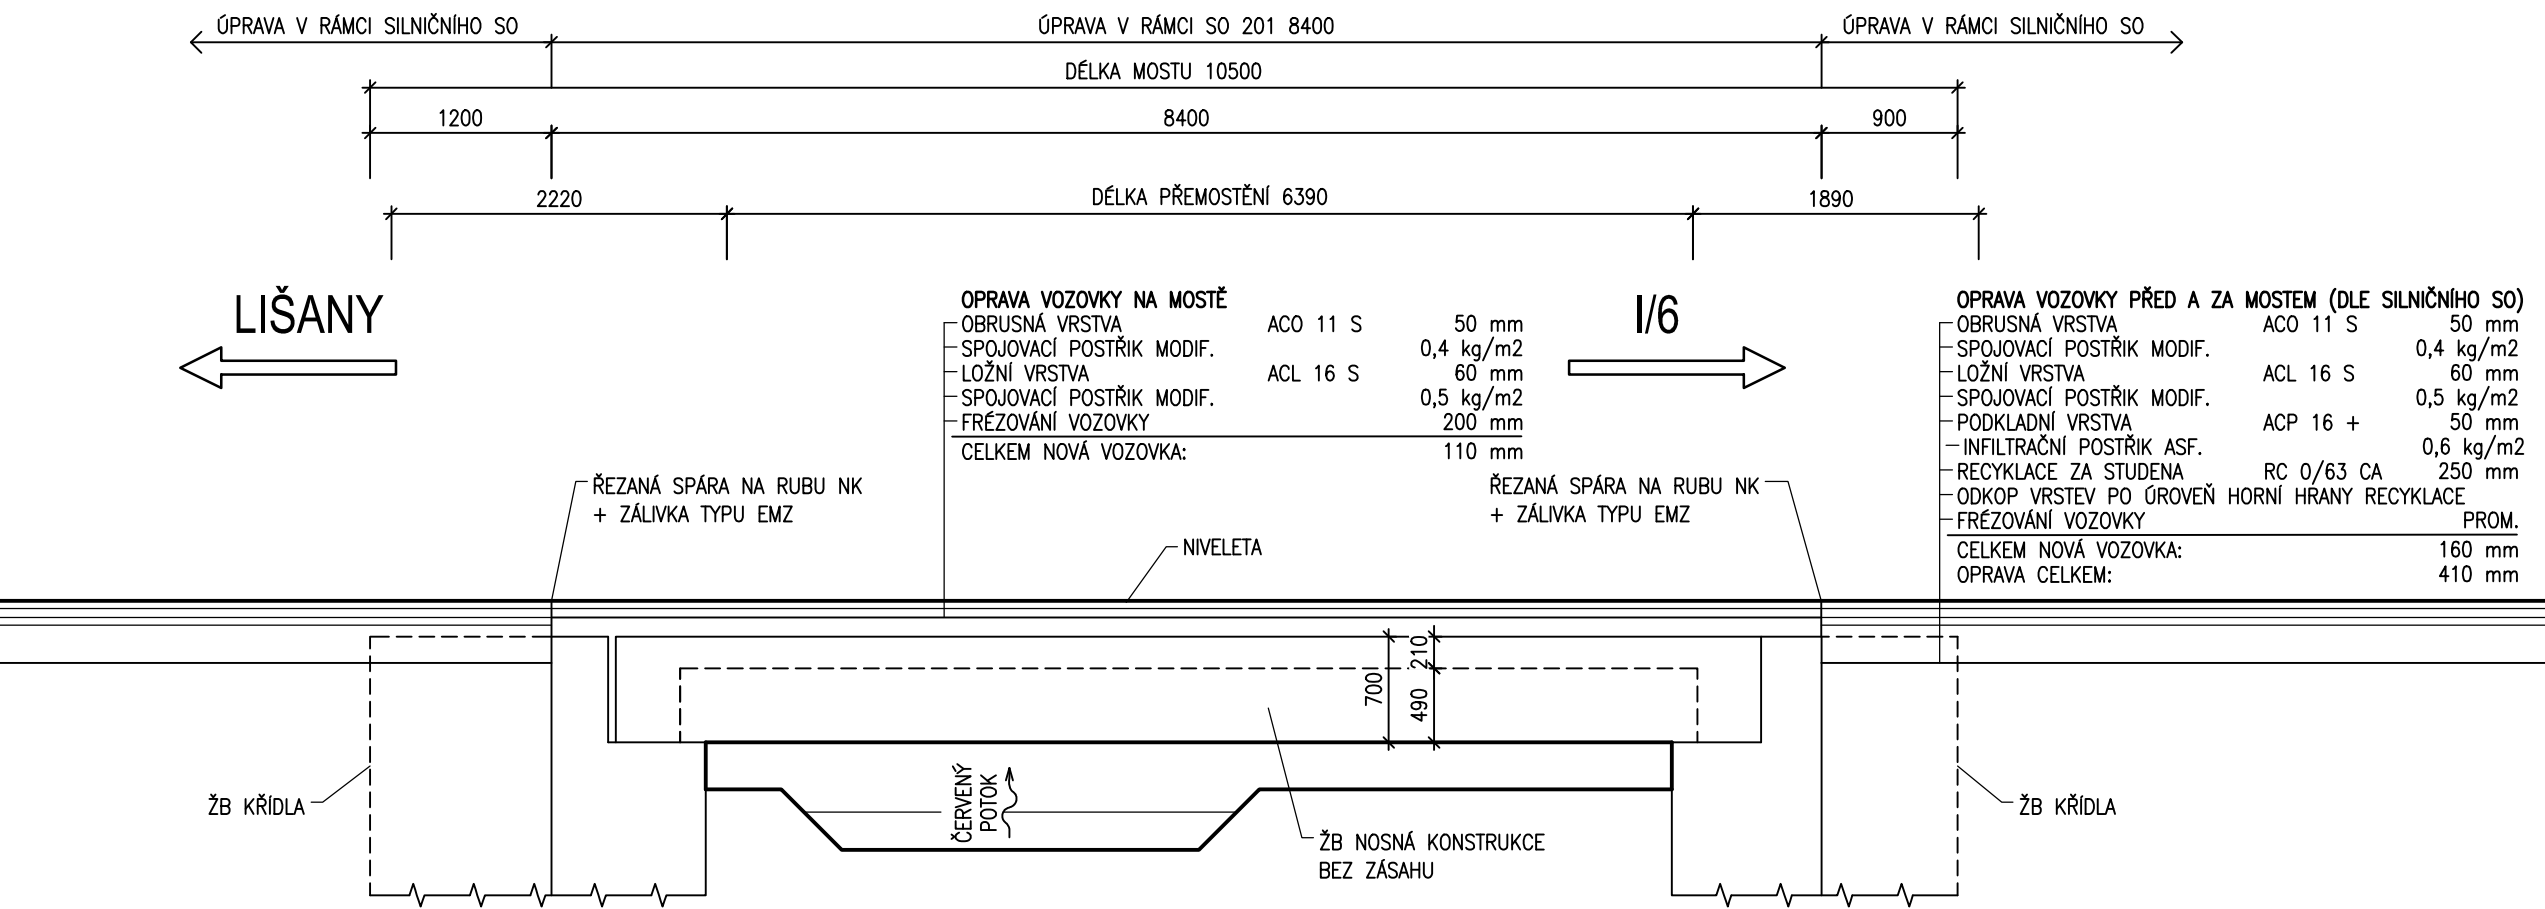 ÚPRAVA V RÁMCI SILNIČNÍHO SO
ÚPRAVA V RÁMCI SO 201 8400
ÚPRAVA V RÁMCI SILNIČNÍHO SO
DÉLKA MOSTU 10500
1200
8400
900
2220
DÉLKA PŘEMOSTĚNÍ 6390
1890
LIŠANY
I/6
OPRAVA VOZOVKY NA MOSTĚ
OBRUSNÁ VRSTVA ACO 11 S 50 mm
SPOJOVACÍ POSTŘIK MODIF. 0,4 kg/m2
LOŽNÍ VRSTVA ACL 16 S 60 mm
SPOJOVACÍ POSTŘIK MODIF. 0,5 kg/m2
FRÉZOVÁNÍ VOZOVKY 200 mm
CELKEM NOVÁ VOZOVKA: 110 mm
OPRAVA VOZOVKY PŘED A ZA MOSTEM (DLE SILNIČNÍHO SO)
OBRUSNÁ VRSTVA ACO 11 S 50 mm
SPOJOVACÍ POSTŘIK MODIF. 0,4 kg/m2
LOŽNÍ VRSTVA ACL 16 S 60 mm
SPOJOVACÍ POSTŘIK MODIF. 0,5 kg/m2
PODKLADNÍ VRSTVA ACP 16 + 50 mm
INFILTRAČNÍ POSTŘIK ASF. 0,6 kg/m2
RECYKLACE ZA STUDENA RC 0/63 CA 250 mm
ODKOP VRSTEV PO ÚROVEŇ HORNÍ HRANY RECYKLACE
FRÉZOVÁNÍ VOZOVKY PROM.
CELKEM NOVÁ VOZOVKA: 160 mm
OPRAVA CELKEM: 410 mm
ŘEZANÁ SPÁRA NA RUBU NK
+ ZÁLIVKA TYPU EMZ
ŘEZANÁ SPÁRA NA RUBU NK
+ ZÁLIVKA TYPU EMZ
NIVELETA
700
210
490
ČERVENÝ
POTOK
ŽB KŘÍDLA
ŽB KŘÍDLA
ŽB NOSNÁ KONSTRUKCE
BEZ ZÁSAHU